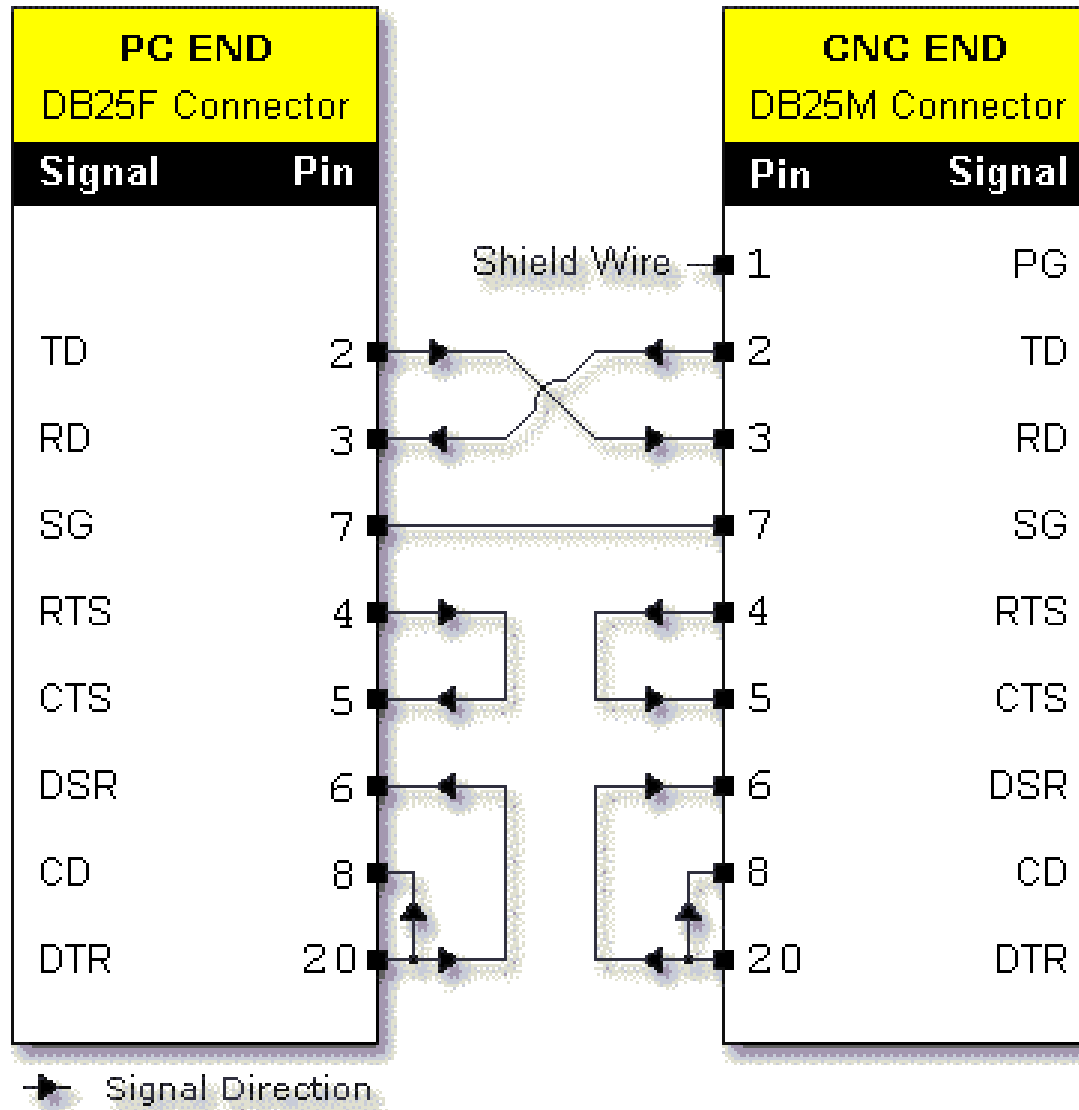 PC END
DB25F Connector
Signal Pin
TD 2
RD 3
SG 7
RTS 4
CTS 5
DSR 6
CD 8
DTR 20
Shield Wire
CNC END
DB25M Connector
Pin Signal
1 PG
2 TD
3 RD
7 SG
4 RTS
5 CTS
6 DSR
8 CD
20 DTR
Signal Direction